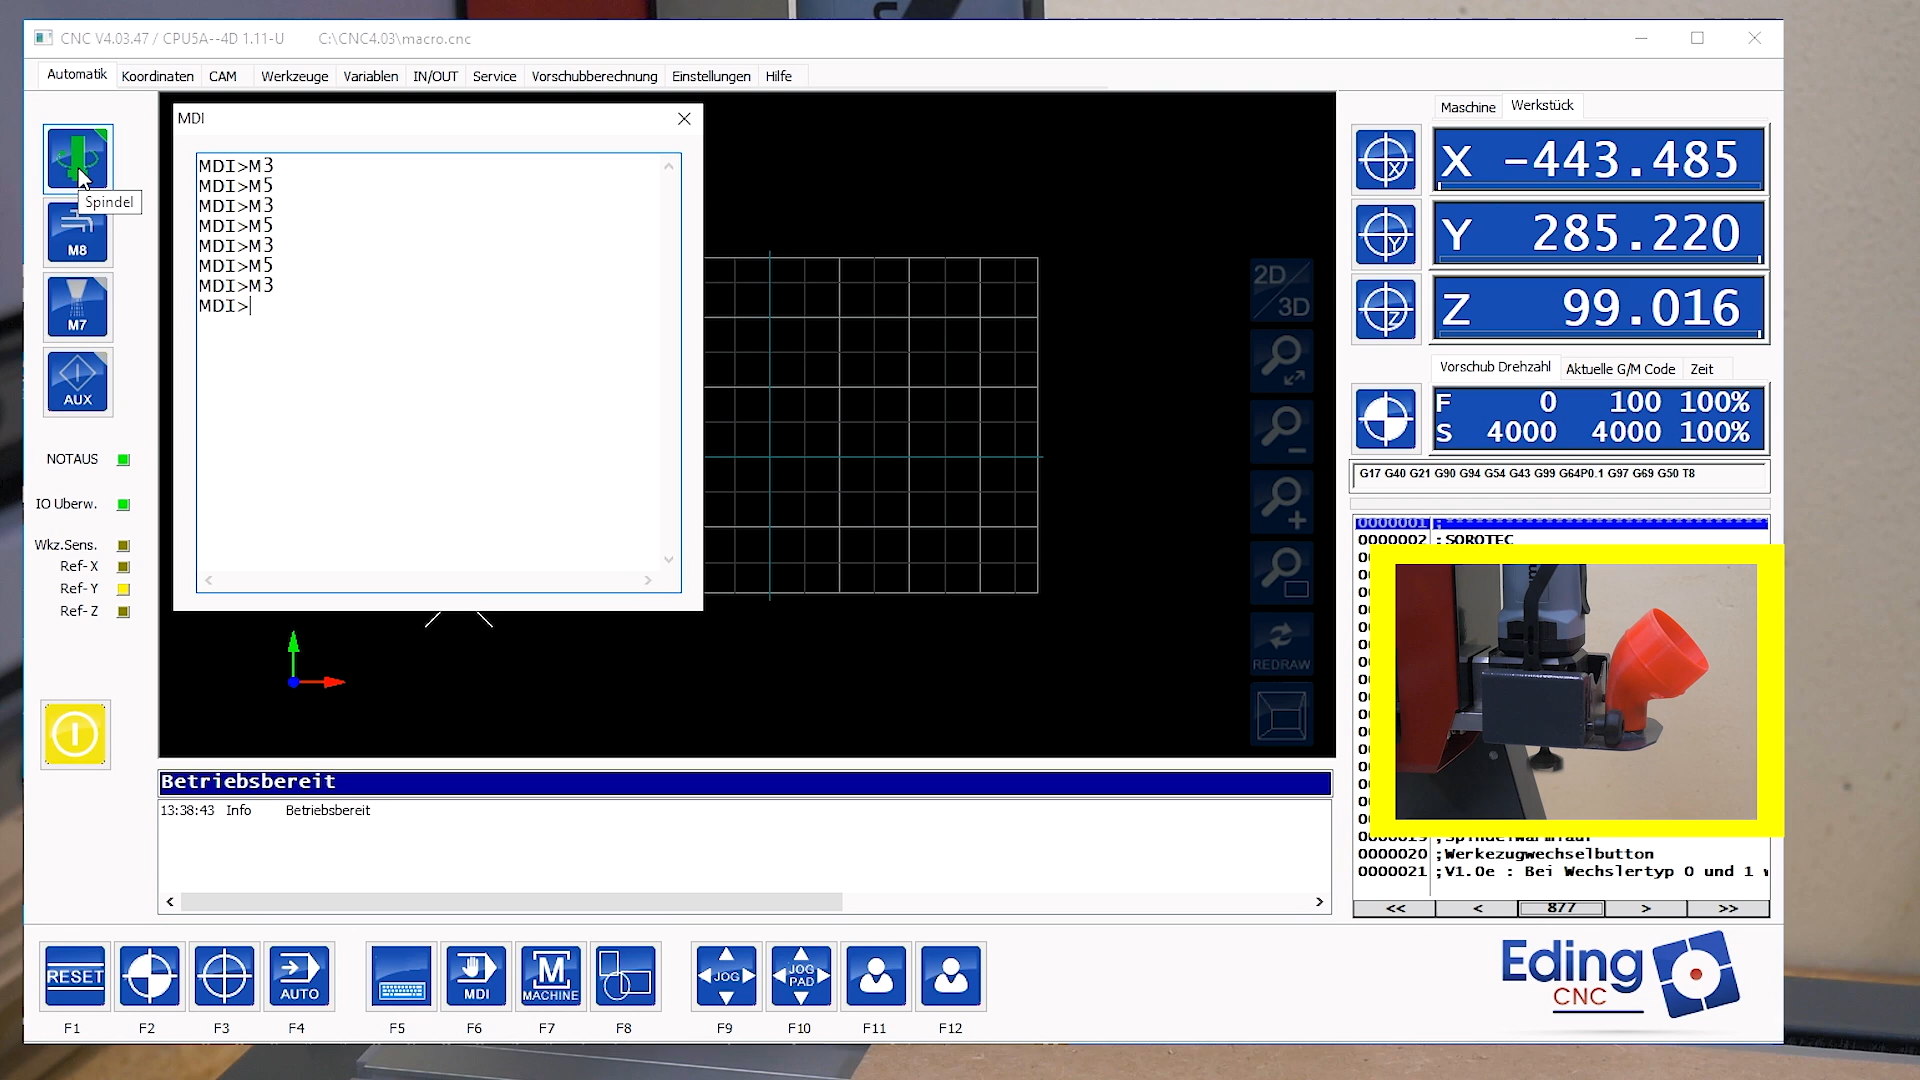 CNC V4.03.47 / CPU5A--4D 1.11-U C:\CNC4.03\macro.cnc
Automatik Koordinaten CAM Werkzeuge Variablen IN/OUT Service Vorschubberechnung Einstellungen Hilfe
Spindel
M8
M7
AUX
NOTAUS
IO Uberw.
Wkz.Sens.
Ref-X
Ref-Y
Ref-Z
MDI
MDI>M3
MDI>M5
MDI>M3
MDI>M5
MDI>M3
MDI>M5
MDI>M3
MDI>
2D
3D
REDRAW
Maschine Werkstück
X -443.485
Y 285.220
Z 99.016
Vorschub Drehzahl Aktuelle G/M Code Zeit
F 0 100 100%
S 4000 4000 100%
G17 G40 G21 G90 G94 G54 G43 G99 G64P0.1 G97 G69 G50 T8
0000001 ;
0000002 ;SOROTEC
0000020 ;Werkezugwechselbutton
0000021 ;V1.0e : Bei Wechslertyp 0 und 1
<< < 877 > >>
Betriebsbereit
13:38:43 Info Betriebsbereit
RESET AUTO MDI MACHINE JOG JOG PAD
F1 F2 F3 F4 F5 F6 F7 F8 F9 F10 F11 F12
Eding
CNC